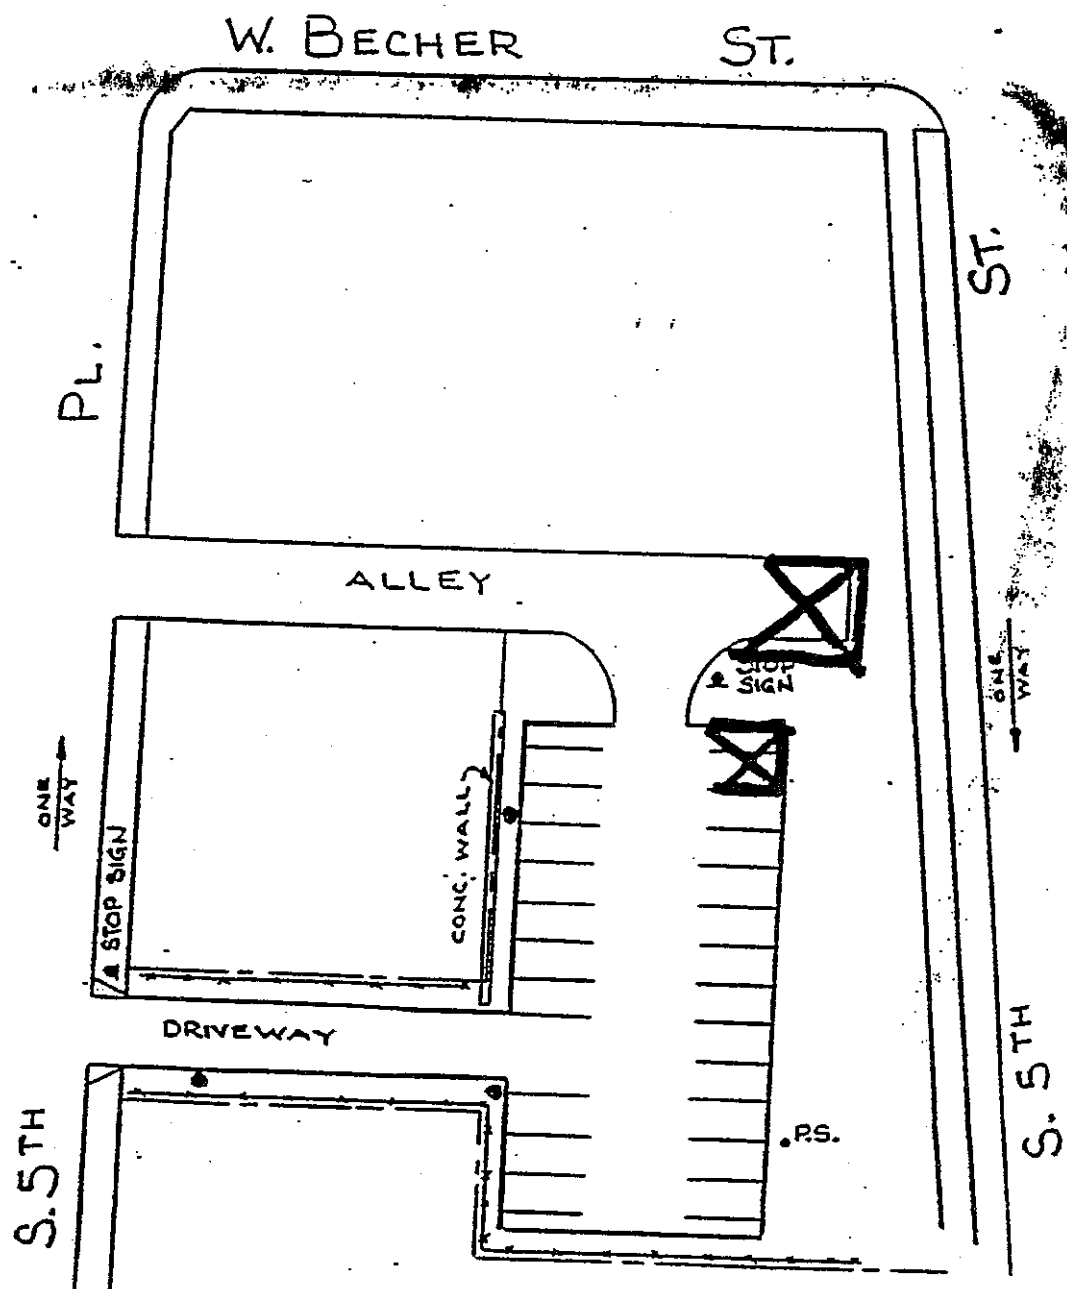 W. BECHER ST.
ST.
PL.
ALLEY
STOP
SIGN
ONE
WAY
ONE
WAY
CONC. WALL
STOP SIGN
DRIVEWAY
S. 5TH
P.S.
S. 5TH